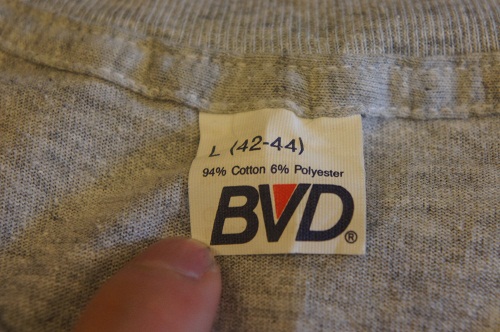 L (42-44)
94% Cotton 6% Polyester
BVD®